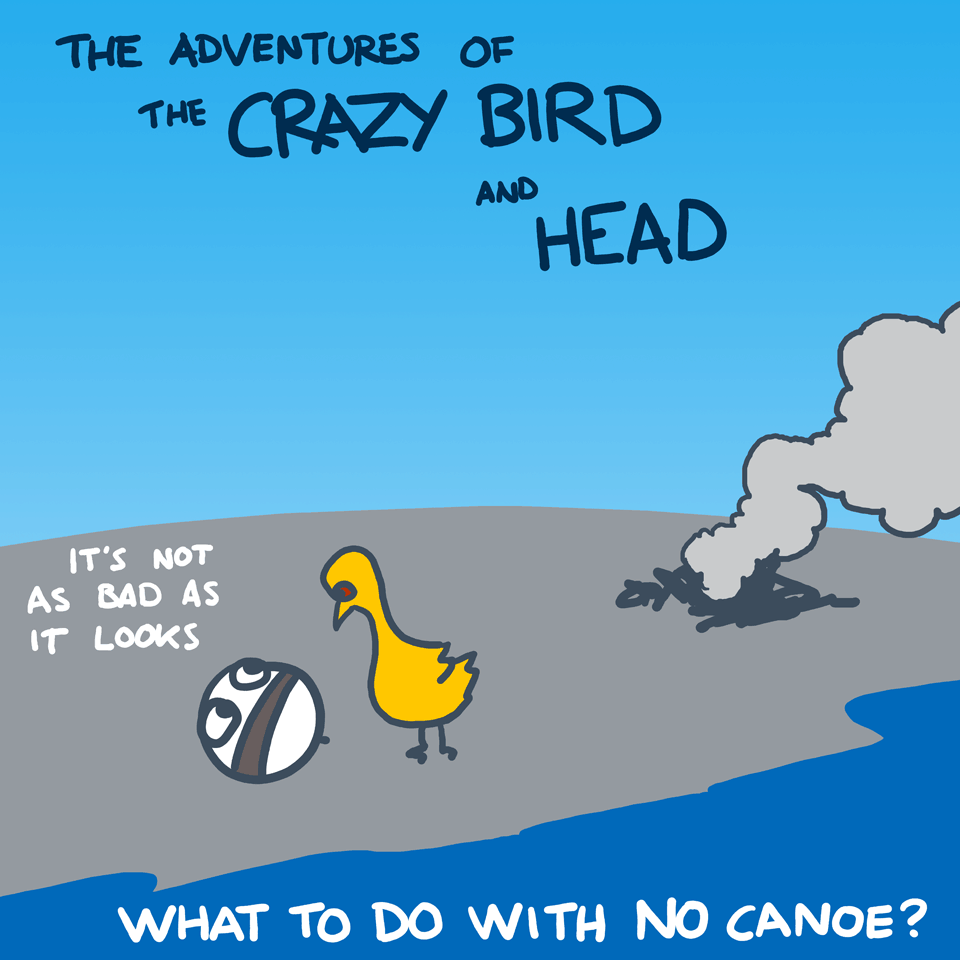 THE ADVENTURES OF
THE CRAZY BIRD
AND
HEAD
IT'S NOT
AS BAD AS
IT LOOKS
WHAT TO DO WITH NO CANOE?